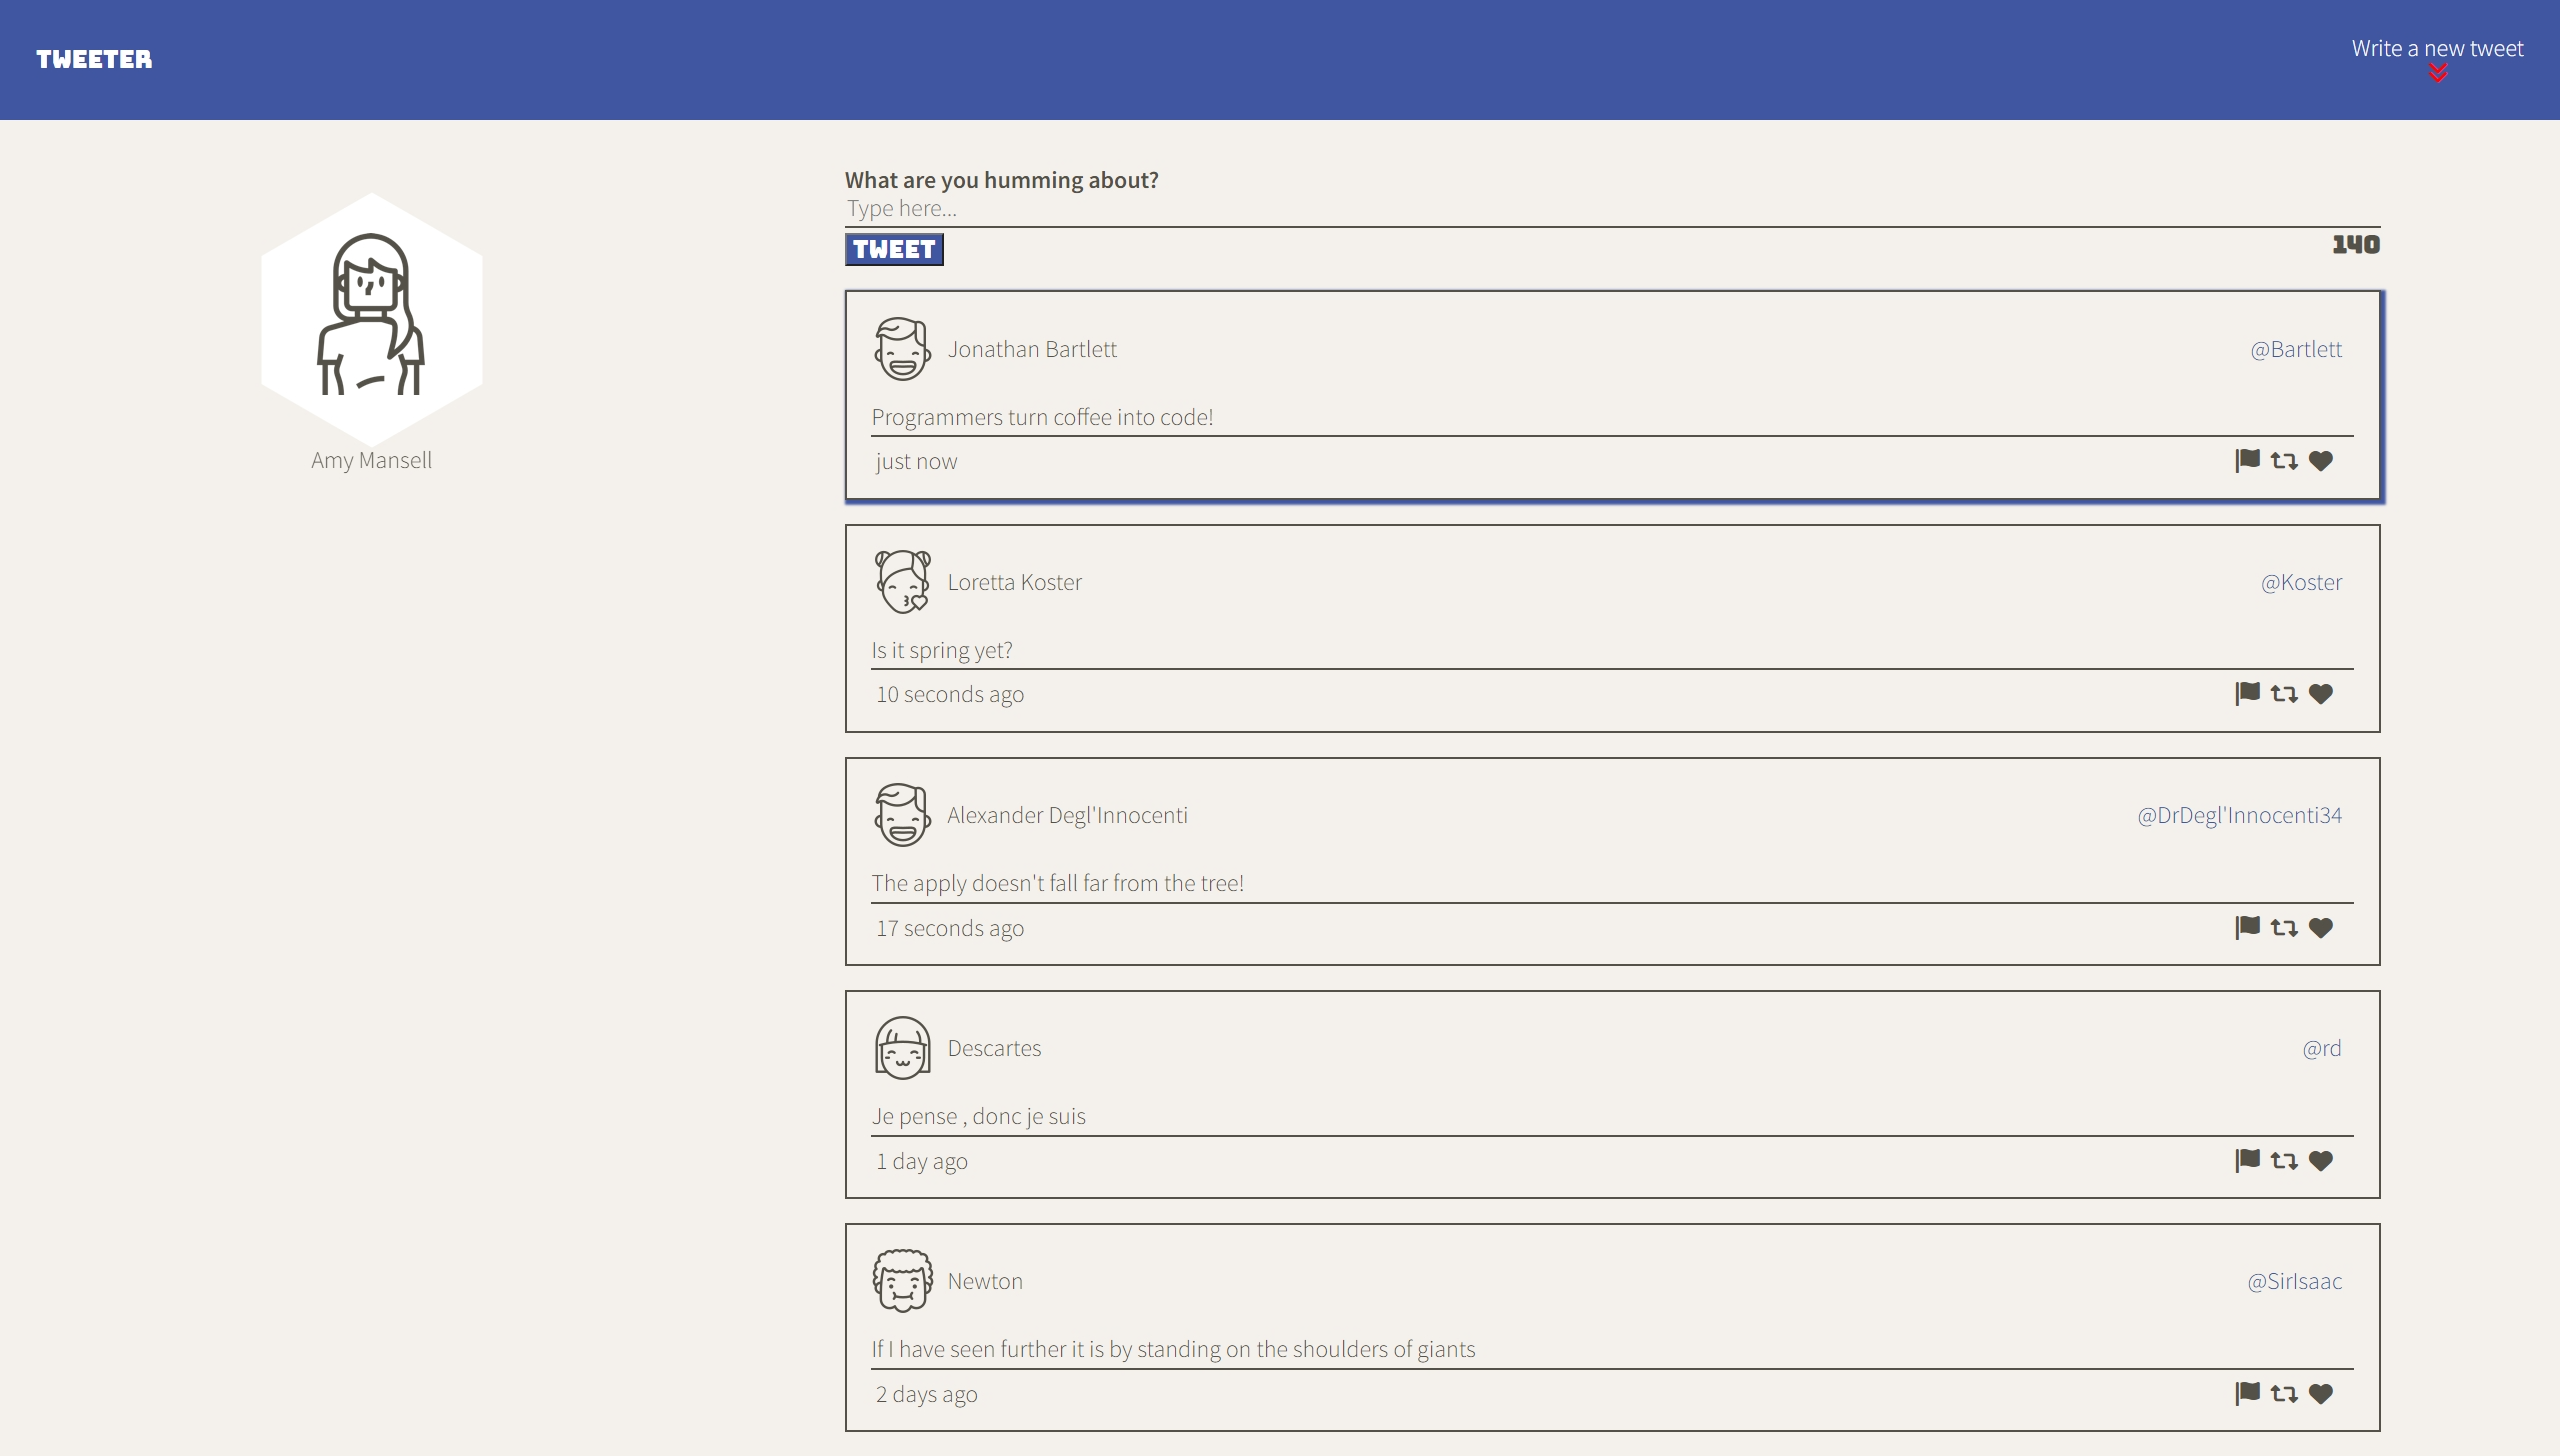 TWEETER
Write a new tweet
What are you humming about?
Type here...
TWEET
140
Amy Mansell
Jonathan Bartlett
@Bartlett
Programmers turn coffee into code!
just now
Loretta Koster
@Koster
Is it spring yet?
10 seconds ago
Alexander Degl'Innocenti
@DrDegl'Innocenti34
The apply doesn't fall far from the tree!
17 seconds ago
Descartes
@rd
Je pense , donc je suis
1 day ago
Newton
@SirIsaac
If I have seen further it is by standing on the shoulders of giants
2 days ago